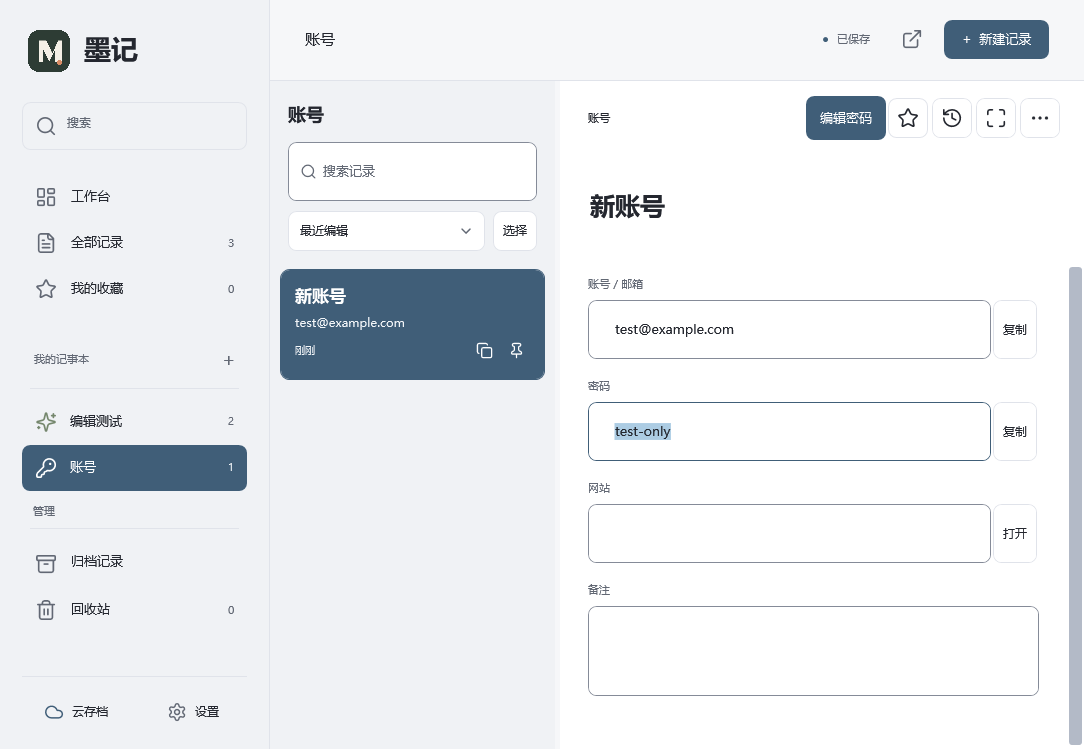 墨记
搜索
工作台
全部记录 3
我的收藏 0
我的记事本 +
编辑测试 2
账号 1
管理
归档记录
回收站 0
云存档 设置
账号
已保存
+ 新建记录
账号
搜索记录
最近编辑 选择
新账号
test@example.com
刚刚
账号
编辑密码
新账号
账号 / 邮箱
test@example.com 复制
密码
test-only 复制
网站
打开
备注